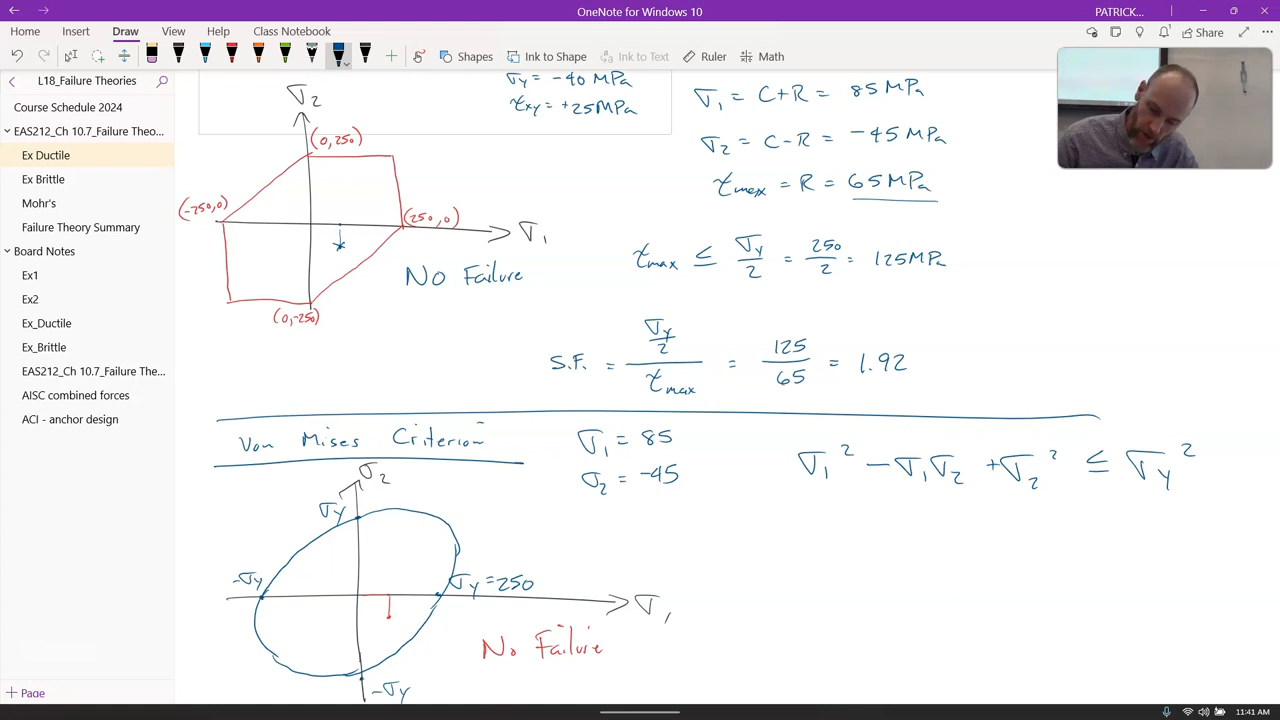 OneNote for Windows 10
PATRICK...
Home Insert Draw View Help Class Notebook
Share
Shapes Ink to Shape Ink to Text Ruler Math
L18_Failure Theories
Course Schedule 2024
EAS212_Ch 10.7_Failure Theo...
Ex Ductile
Ex Brittle
Mohr's
Failure Theory Summary
Board Notes
Ex1
Ex2
Ex_Ductile
Ex_Brittle
EAS212_Ch 10.7_Failure The...
AISC combined forces
ACI - anchor design
Page
σy = -40 MPa
τxy = +25 MPa
σ1 = C+R = 85 MPa
σ2 = C-R = -45 MPa
τmax = R = 65 MPa
σ2
(0,250)
(-250,0)
(250,0)
σ1
(0,-250)
No Failure
τmax ≤ σy/2 = 250/2 = 125 MPa
S.F. = (σy/2)/τmax = 125/65 = 1.92
Von Mises Criterion
σ1 = 85
σ2 = -45
σ1² - σ1σ2 + σ2² ≤ σy²
σ2
σy
-σy
σy = 250
σ1
-σy
No Failure
11:41 AM